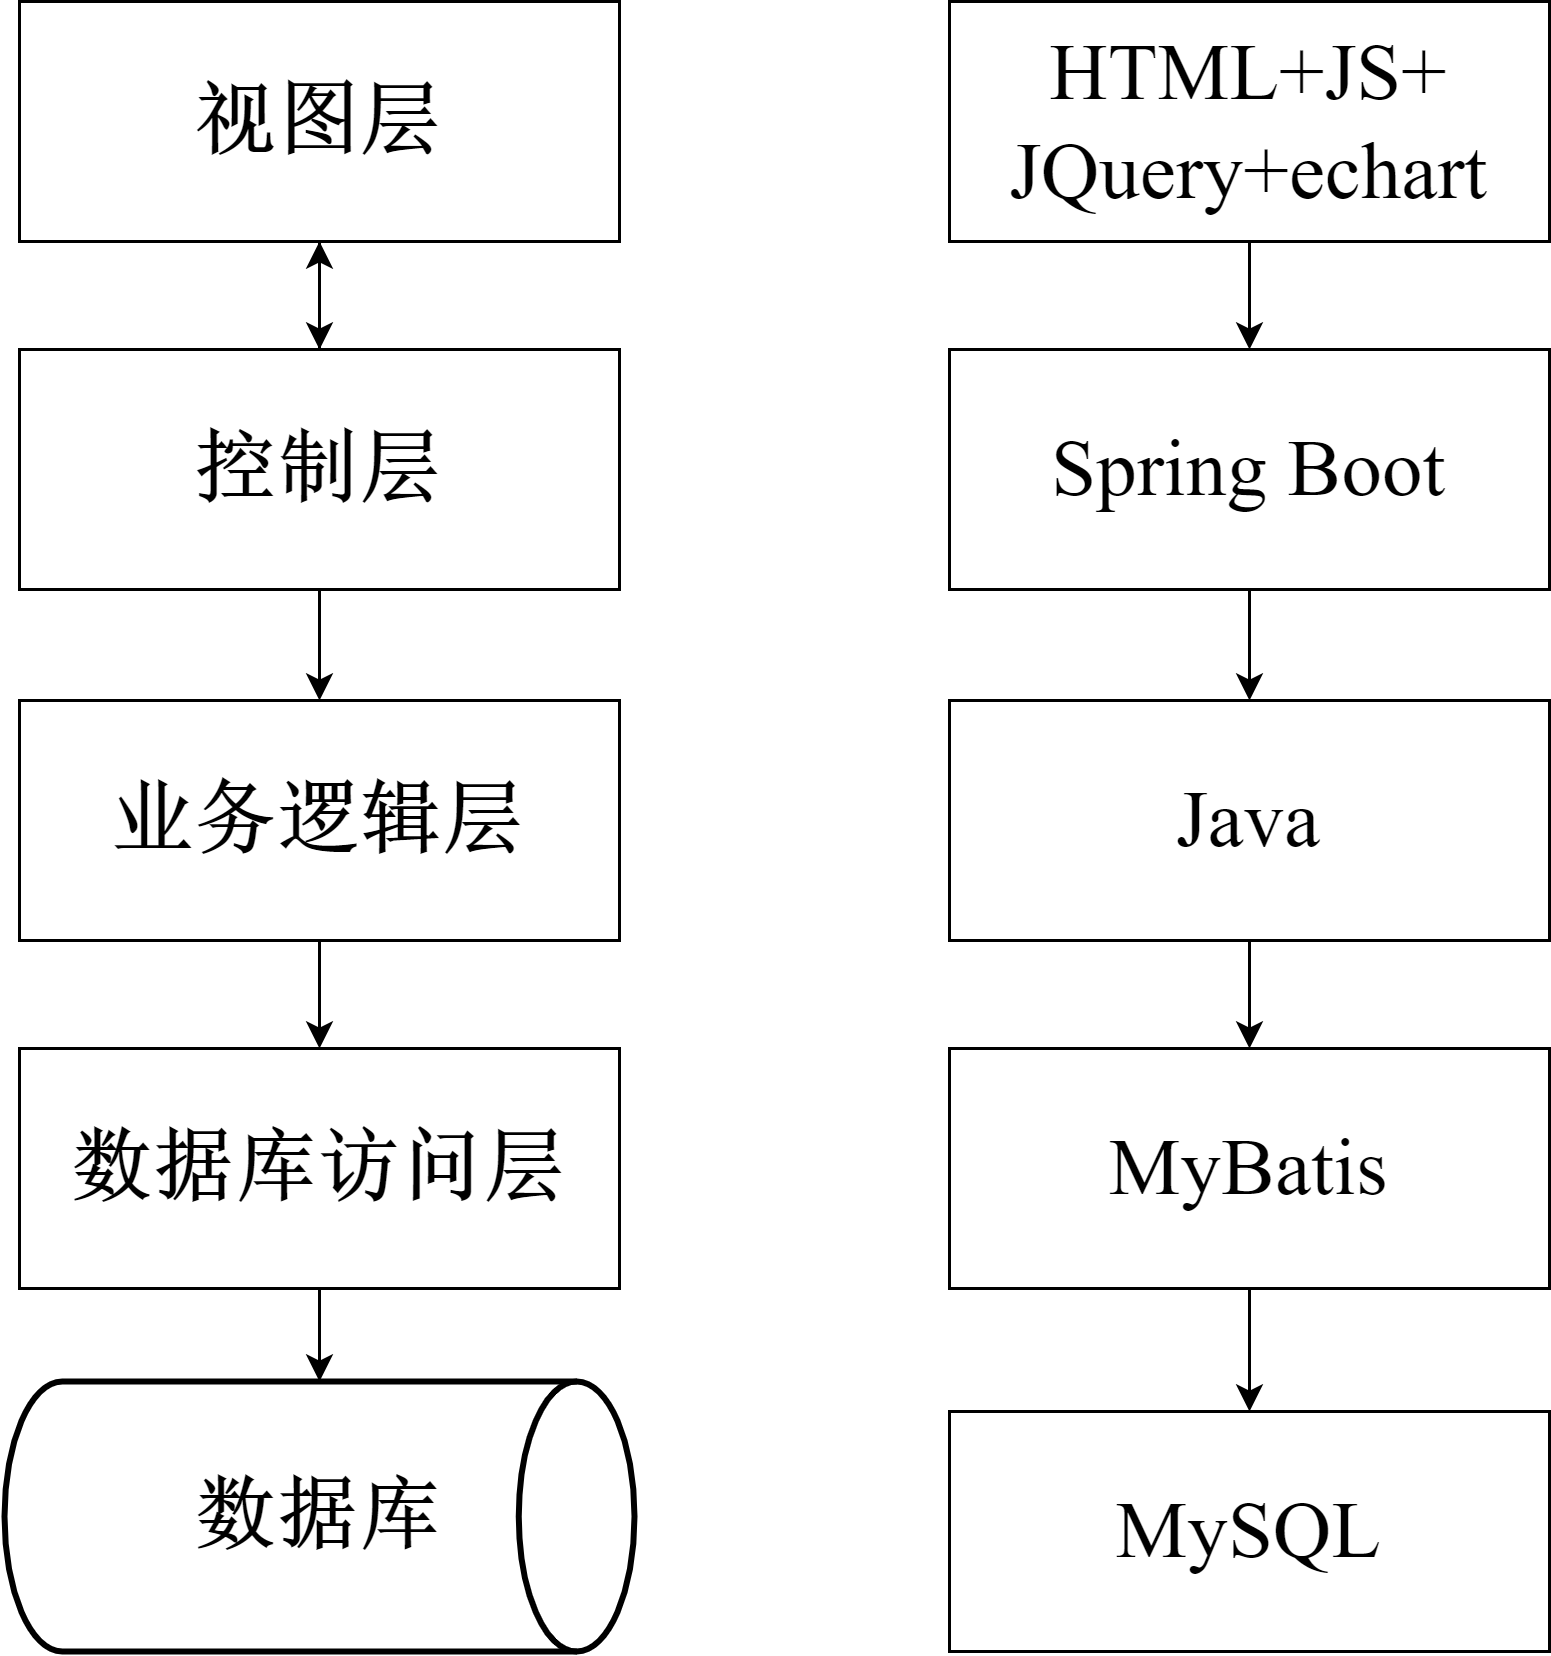 视图层
HTML+JS+
JQuery+echart
控制层
Spring Boot
业务逻辑层
Java
数据库访问层
MyBatis
数据库
MySQL